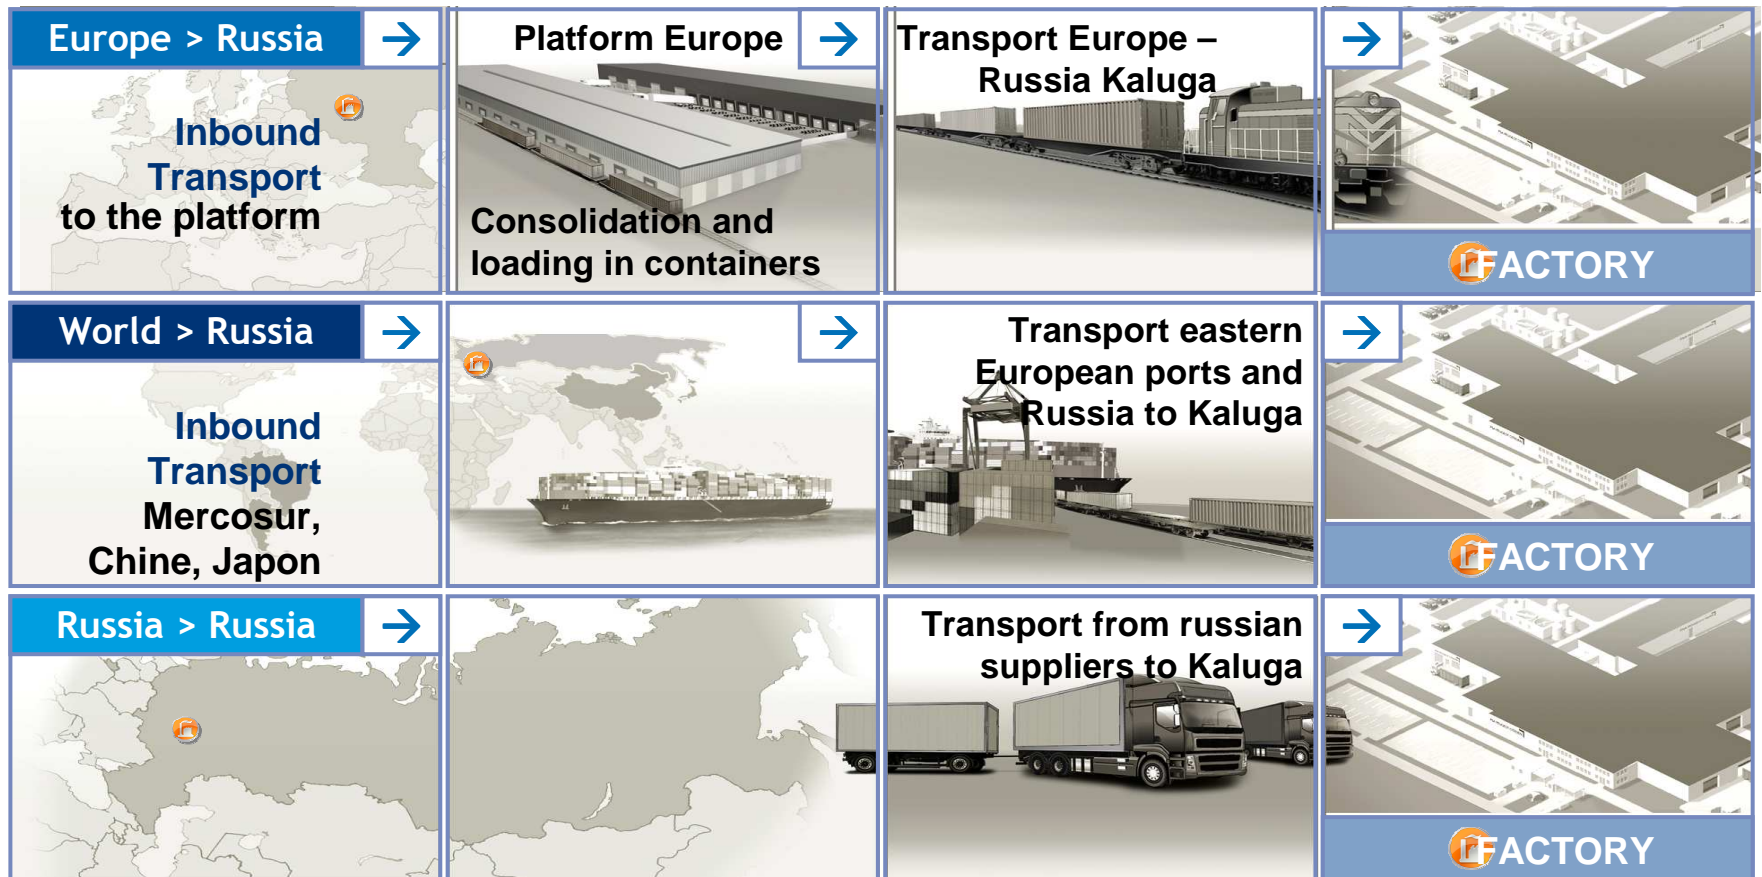 Europe > Russia
Inbound
Transport
to the platform
Platform Europe
Consolidation and
loading in containers
Transport Europe –
Russia Kaluga
FACTORY
World > Russia
Inbound
Transport
Mercosur,
Chine, Japon
Transport eastern
European ports and
Russia to Kaluga
FACTORY
Russia > Russia
Transport from russian
suppliers to Kaluga
FACTORY